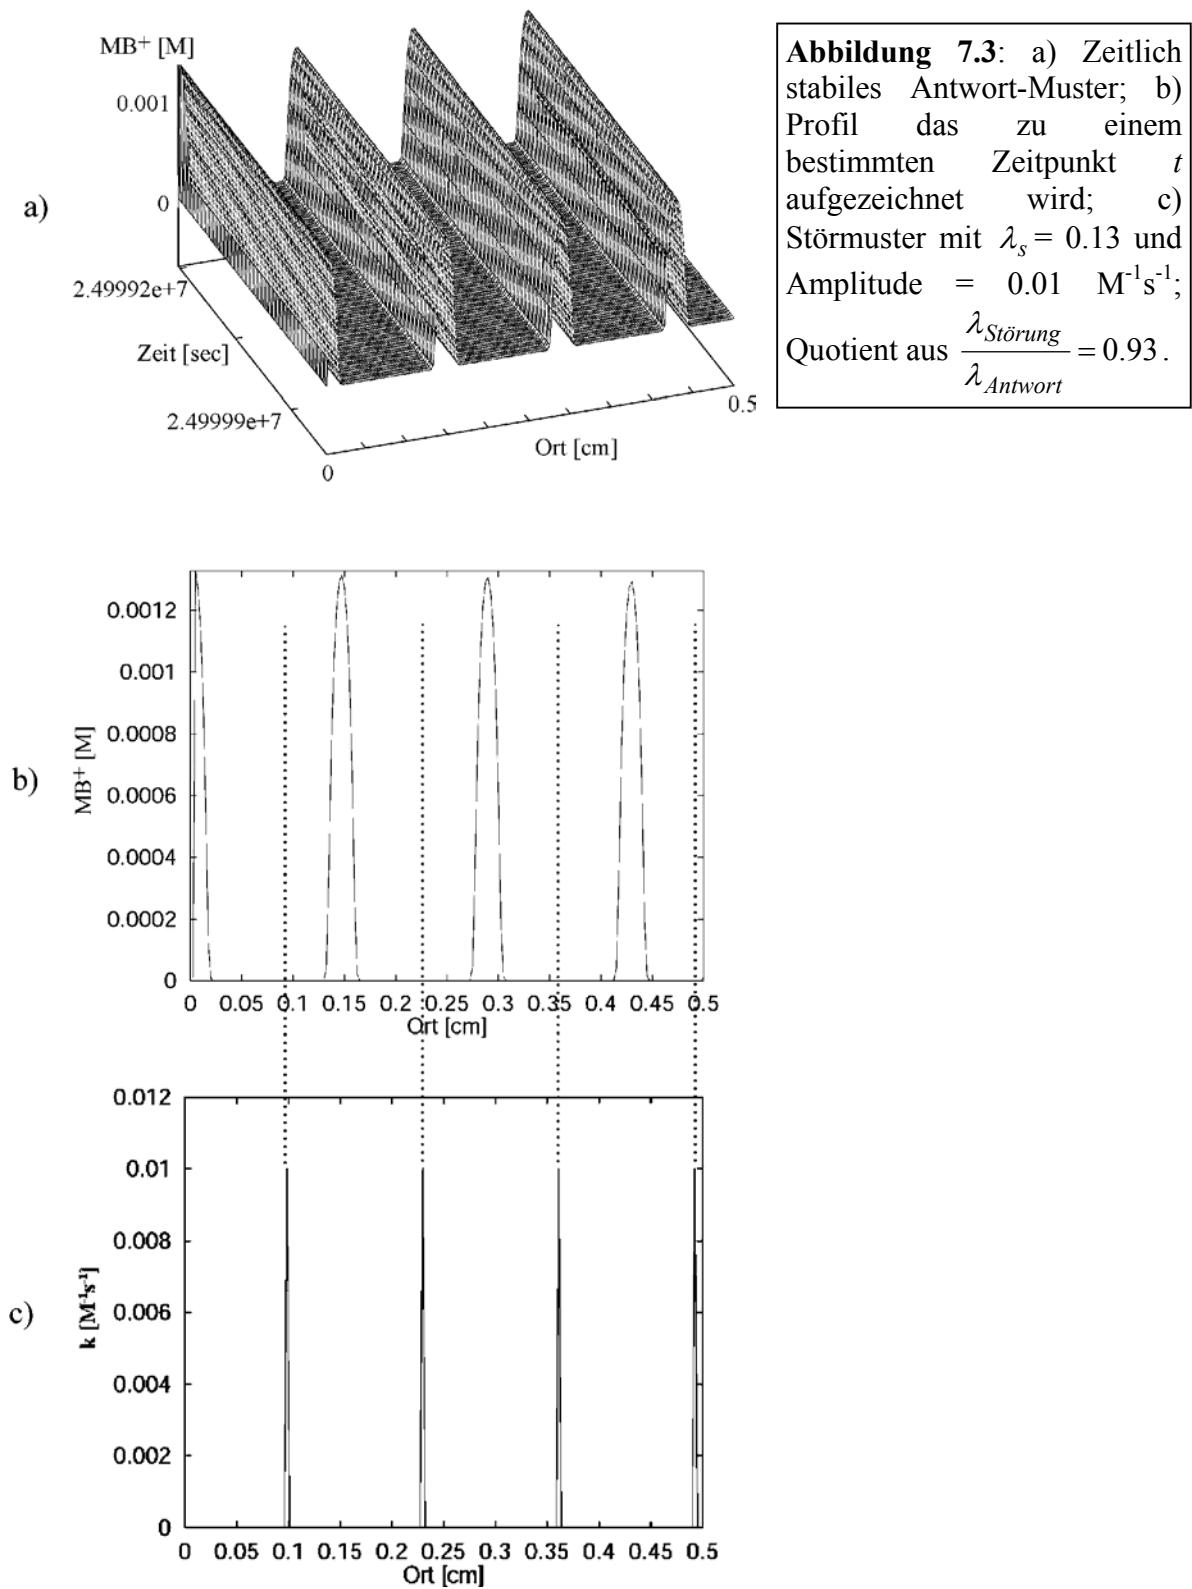 MB+ [M]
0.001
0
a)
2.49992e+7
Zeit [sec]
2.49999e+7
0
Ort [cm]
0.5
Abbildung 7.3: a) Zeitlich
stabiles Antwort-Muster; b)
Profil das zu einem
bestimmten Zeitpunkt t
aufgezeichnet wird; c)
Störmuster mit λs = 0.13 und
Amplitude = 0.01 M-1s-1;
Quotient aus λStörung / λAntwort = 0.93.
b)
MB+ [M]
0.0012
0.001
0.0008
0.0006
0.0004
0.0002
0
0 0.05 0.1 0.15 0.2 0.25 0.3 0.35 0.4 0.45 0.5
Ort [cm]
c)
k [M-1s-1]
0.012
0.01
0.008
0.006
0.004
0.002
0
0 0.05 0.1 0.15 0.2 0.25 0.3 0.35 0.4 0.45 0.5
Ort [cm]